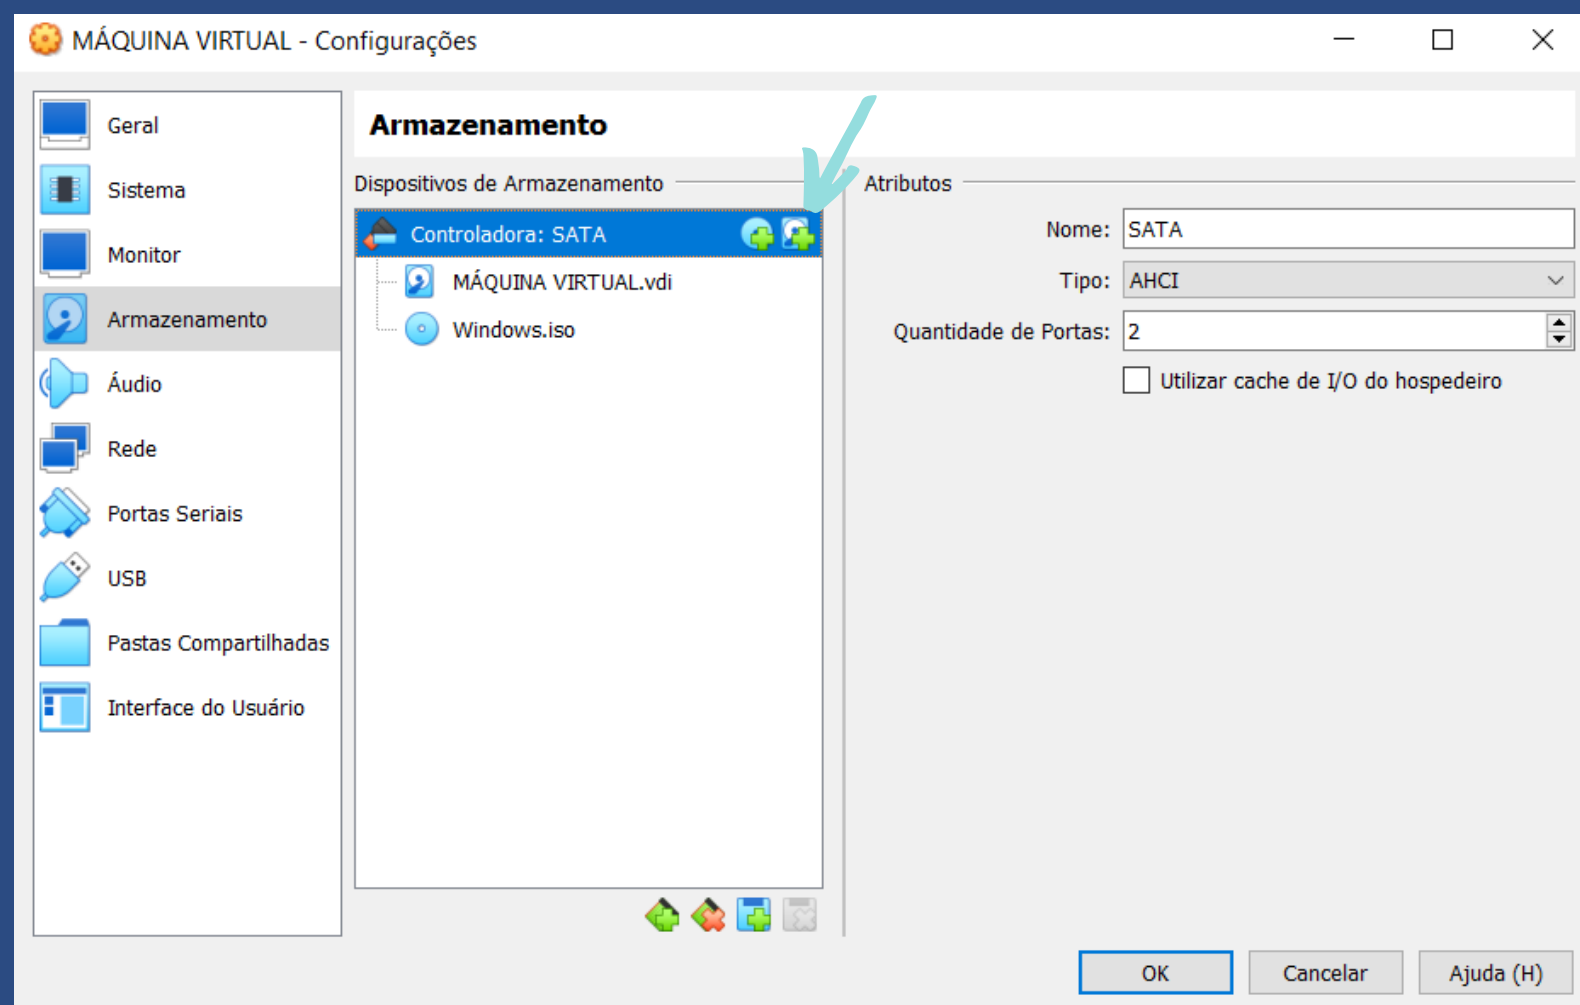 MÁQUINA VIRTUAL - Configurações
Geral
Sistema
Monitor
Armazenamento
Áudio
Rede
Portas Seriais
USB
Pastas Compartilhadas
Interface do Usuário
Armazenamento
Dispositivos de Armazenamento
Controladora: SATA
MÁQUINA VIRTUAL.vdi
Windows.iso
Atributos
Nome: SATA
Tipo: AHCI
Quantidade de Portas: 2
Utilizar cache de I/O do hospedeiro
OK Cancelar Ajuda (H)